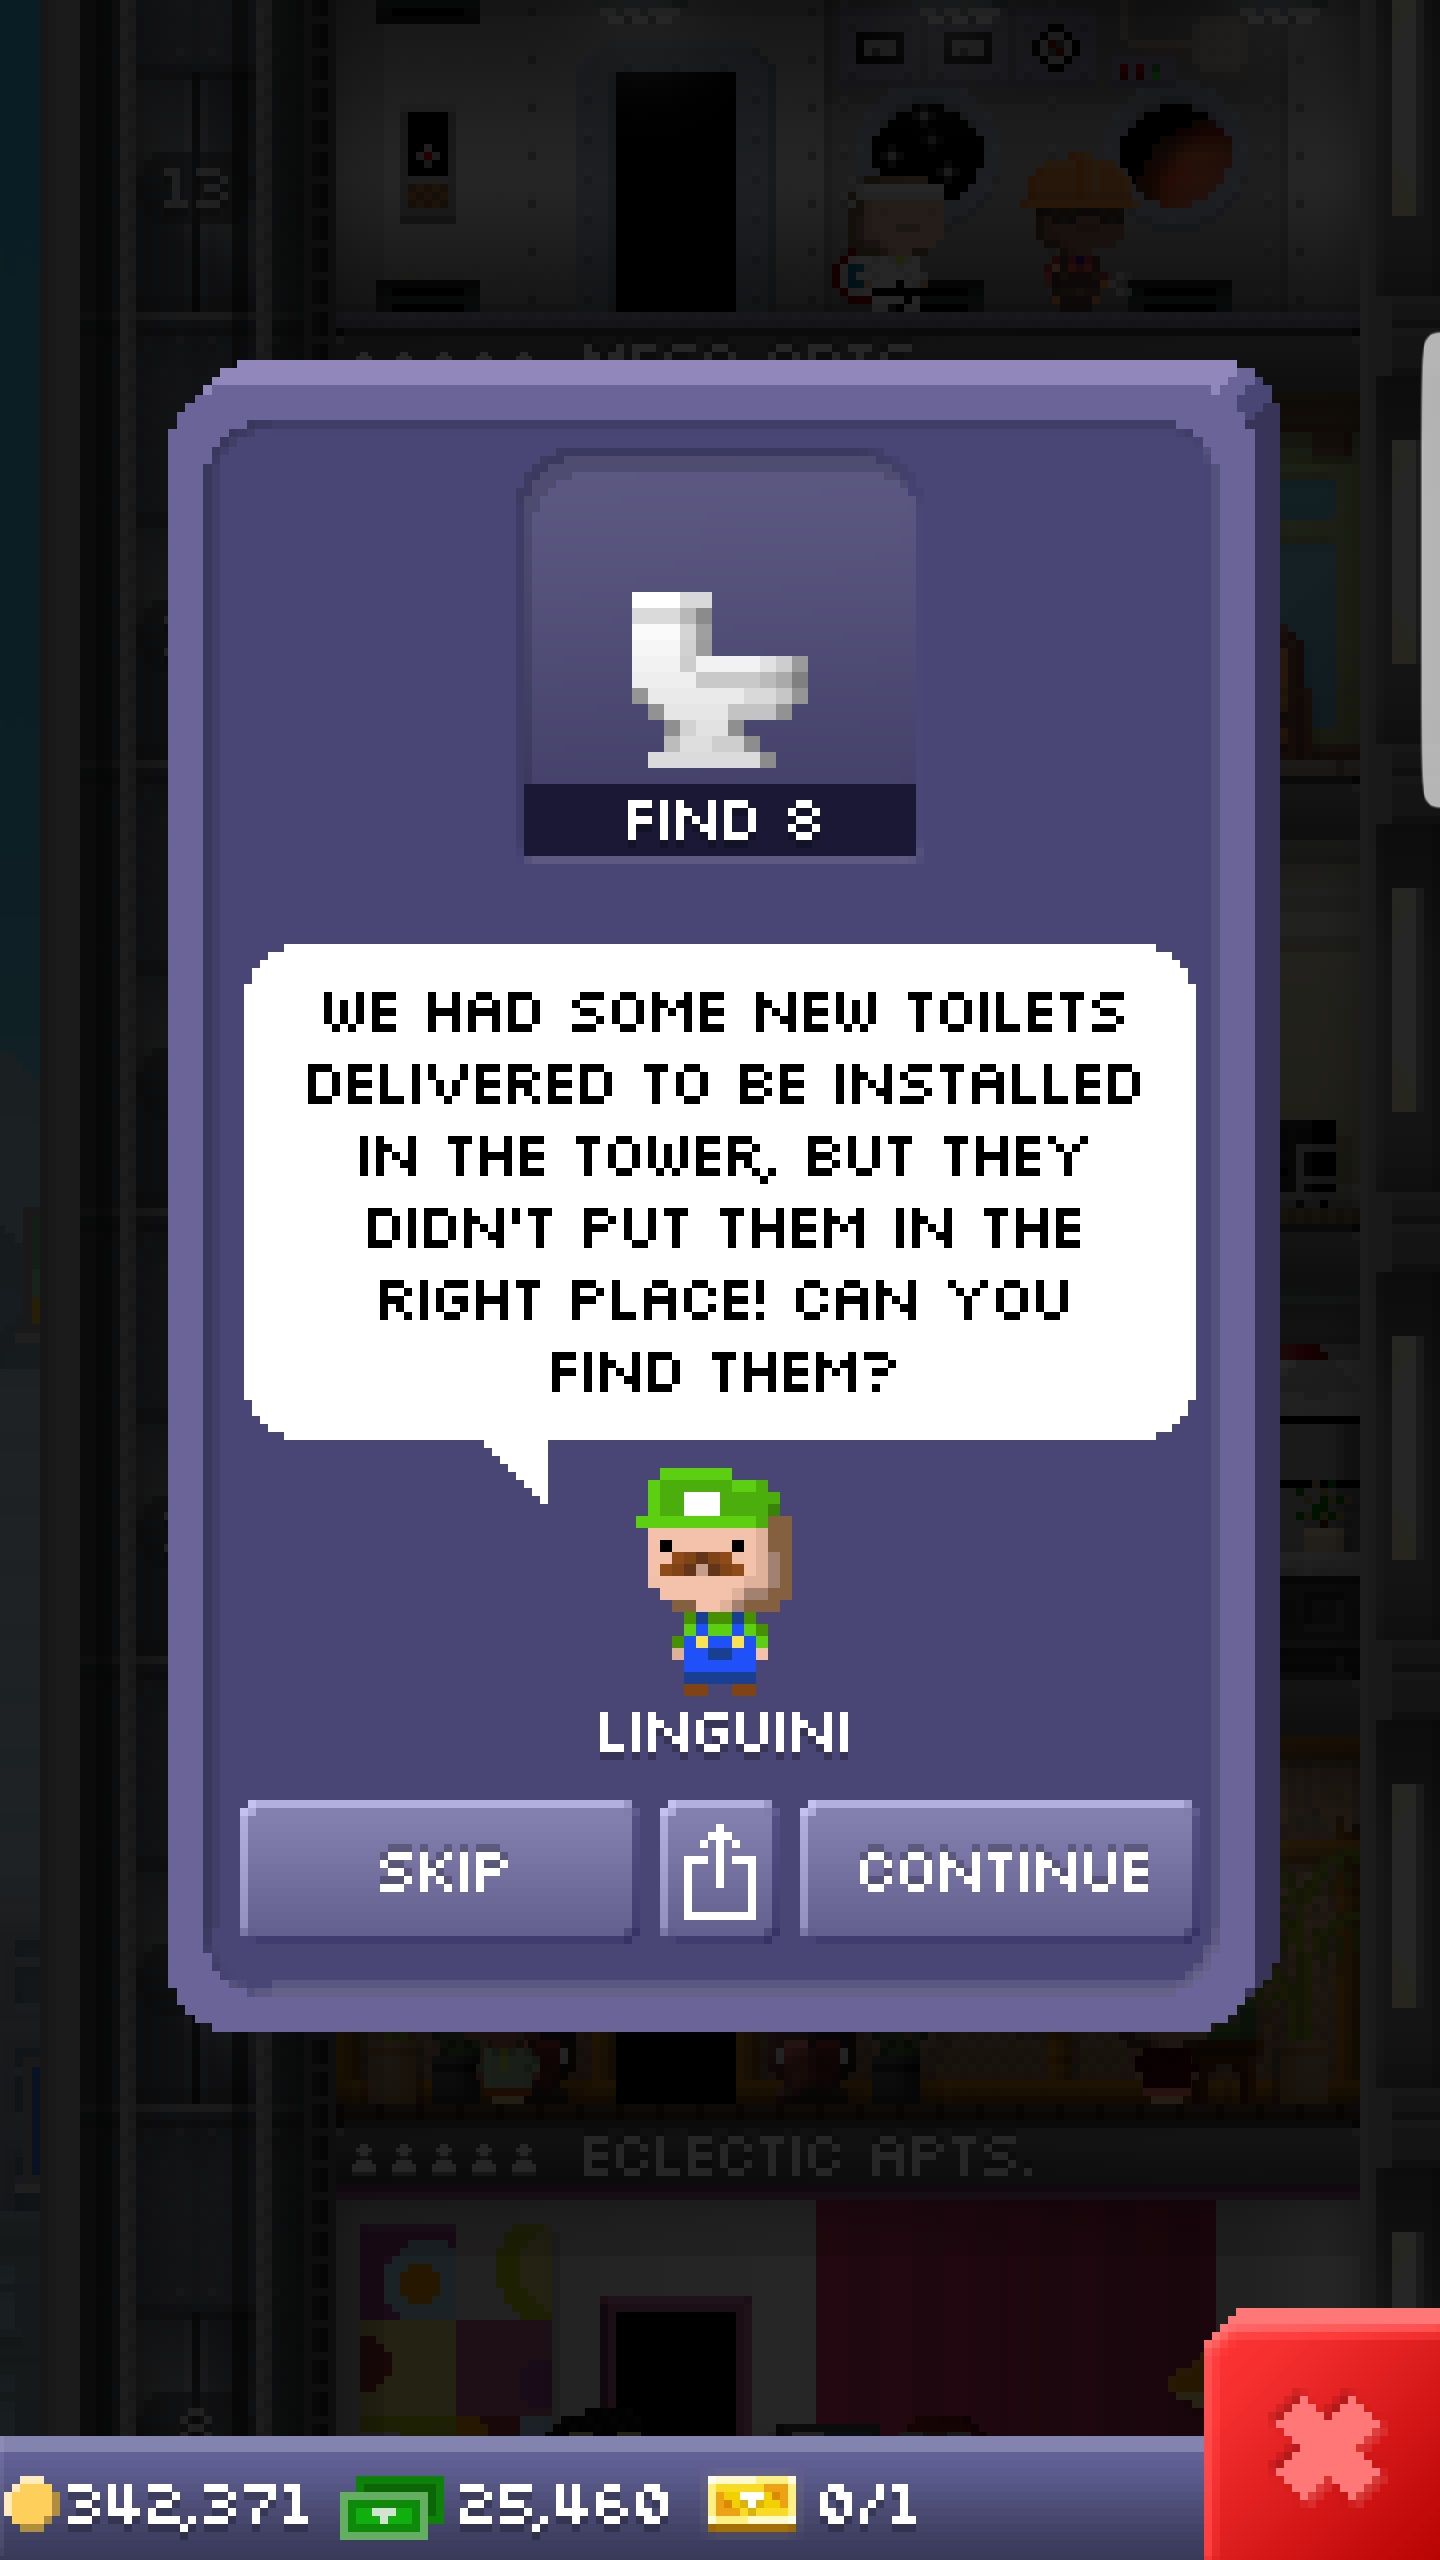 13
FIND 8
WE HAD SOME NEW TOILETS
DELIVERED TO BE INSTALLED
IN THE TOWER, BUT THEY
DIDN'T PUT THEM IN THE
RIGHT PLACE! CAN YOU
FIND THEM?
LINGUINI
SKIP
CONTINUE
ECLECTIC APTS.
8
342,371
25,460
0/1